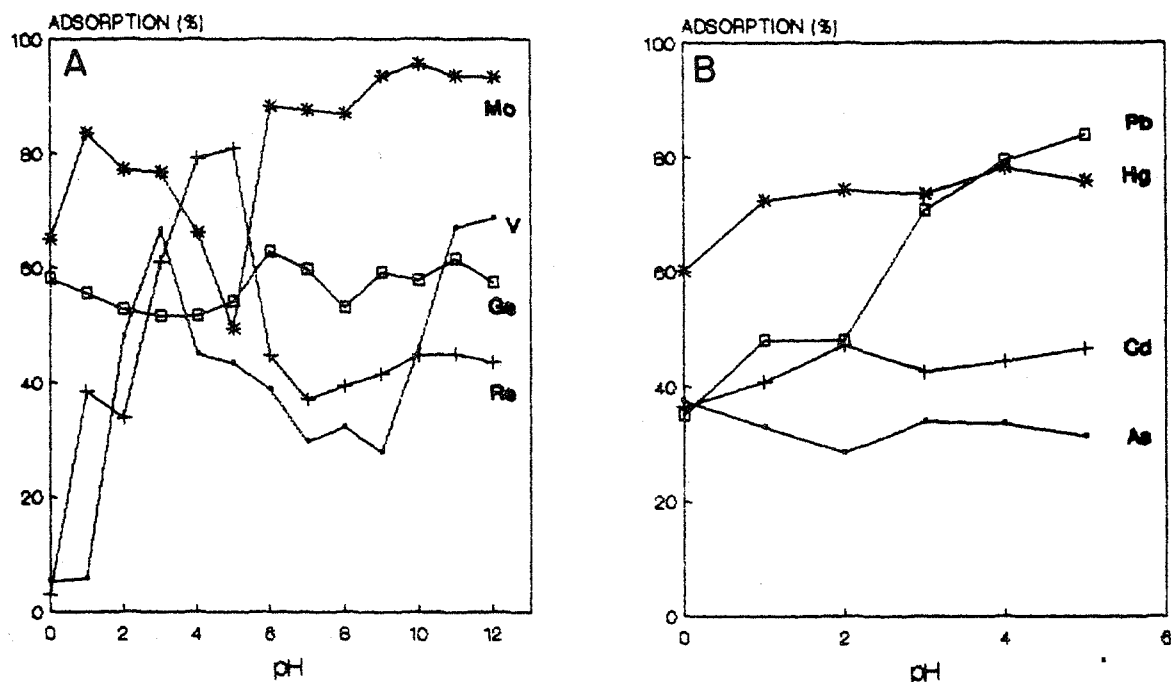 ADSORPTION (%)
A
100
80
60
40
20
0
0 2 4 6 8 10 12
pH
Mo
V
Ge
Re
ADSORPTION (%)
B
100
80
60
40
20
0
0 2 4 6
pH
Pb
Hg
Cd
As